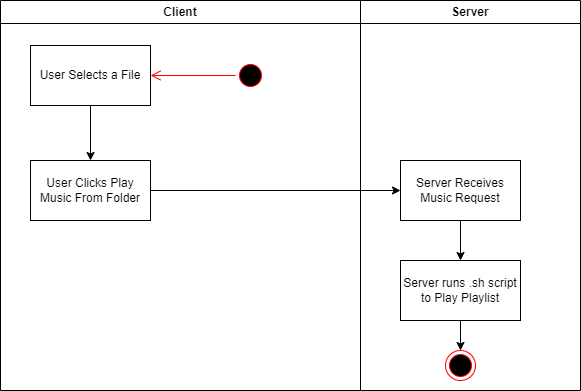 Client
Server
User Selects a File
User Clicks Play
Music From Folder
Server Receives
Music Request
Server runs .sh script
to Play Playlist